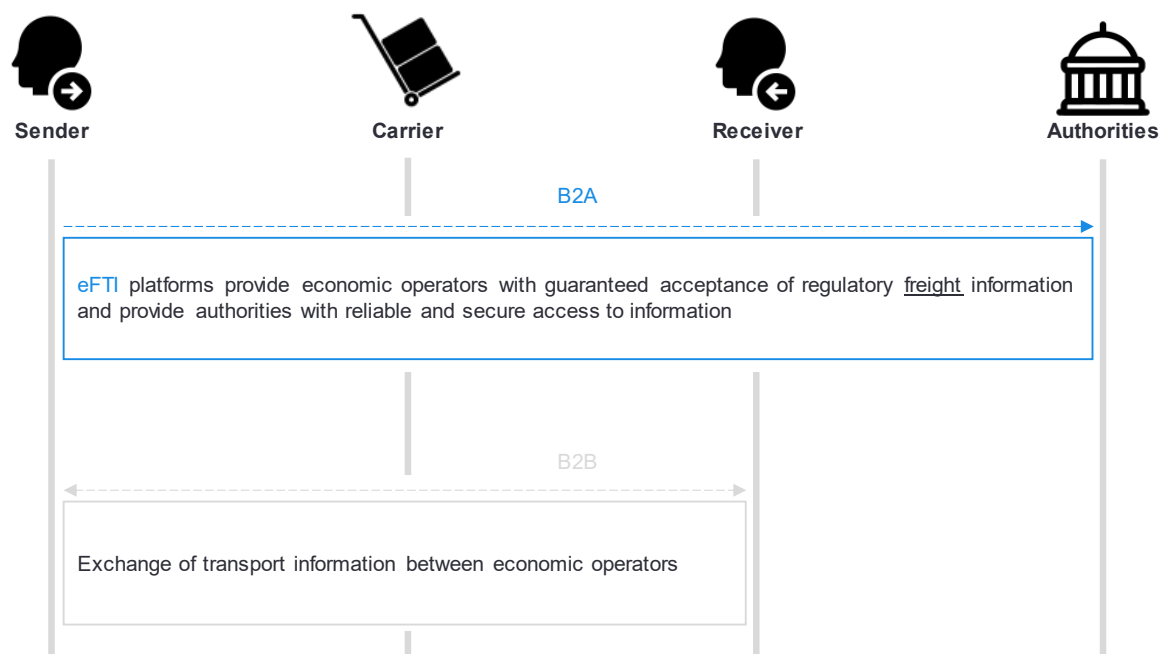 Sender
Carrier
Receiver
Authorities
B2A
eFTI platforms provide economic operators with guaranteed acceptance of regulatory freight information
and provide authorities with reliable and secure access to information
B2B
Exchange of transport information between economic operators